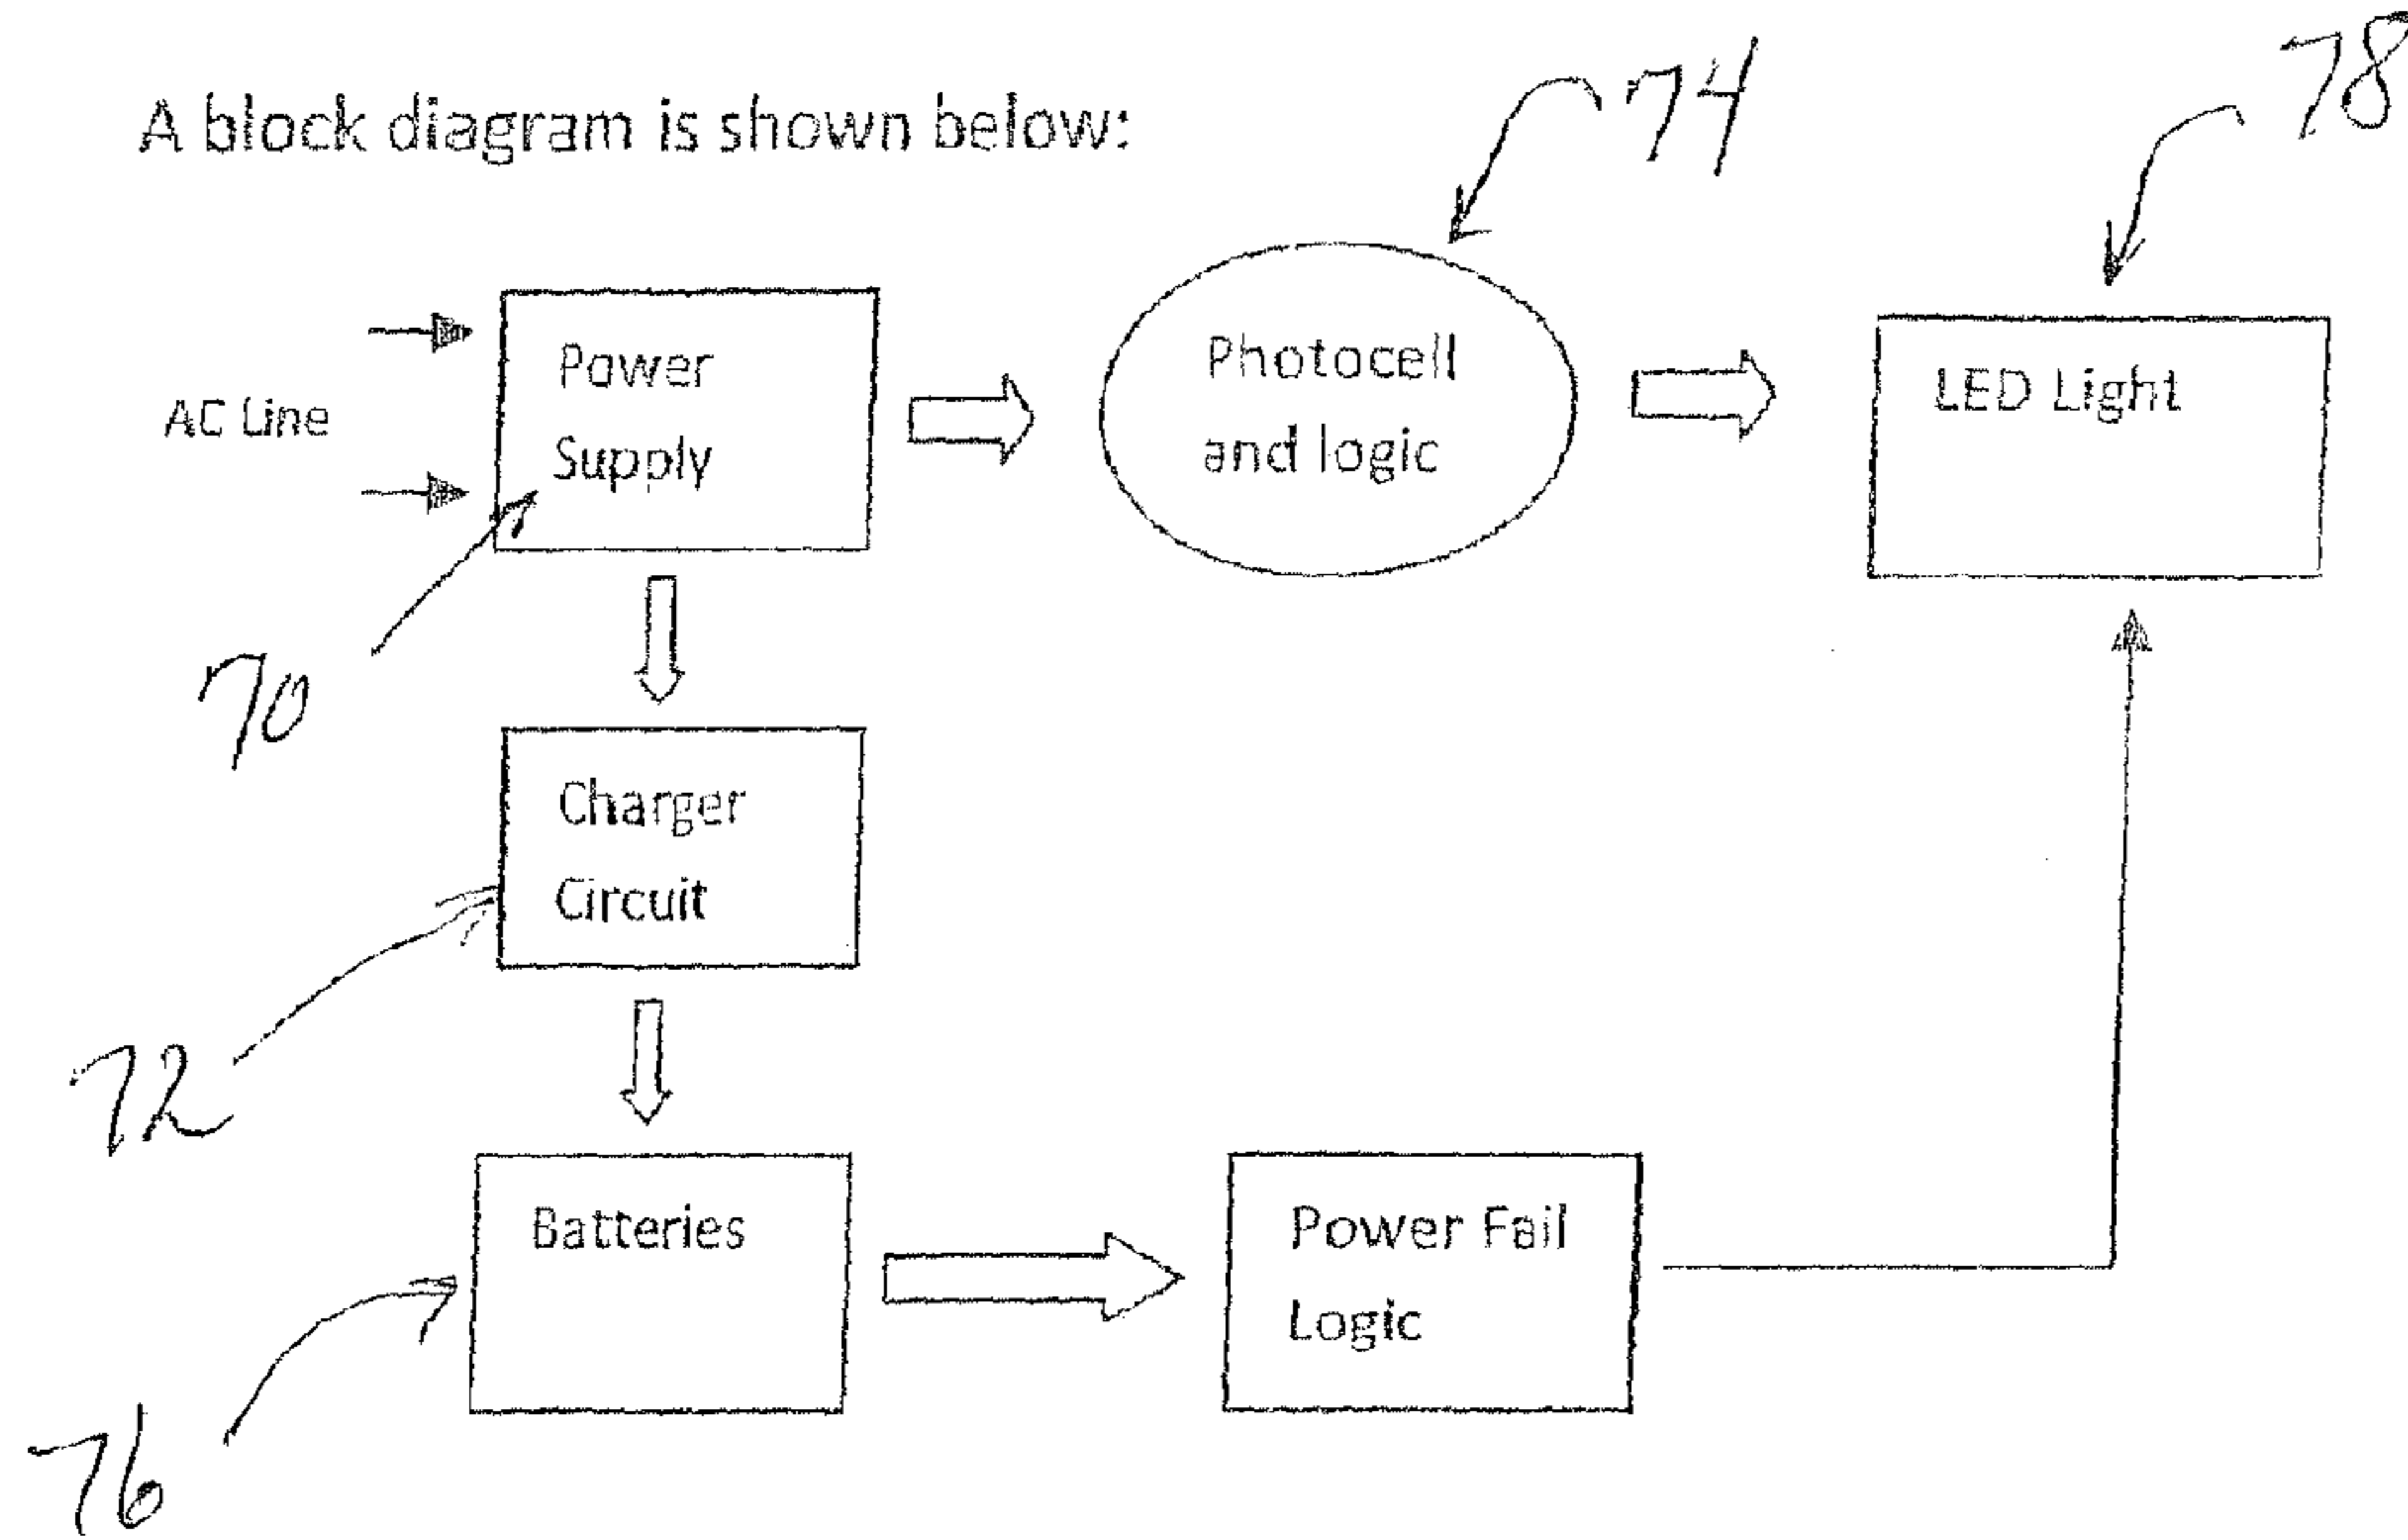 A block diagram is shown below:
74
78
AC Line
Power
Supply
Photocell
and logic
LED Light
70
Charger
Circuit
72
Batteries
Power Fail
Logic
76